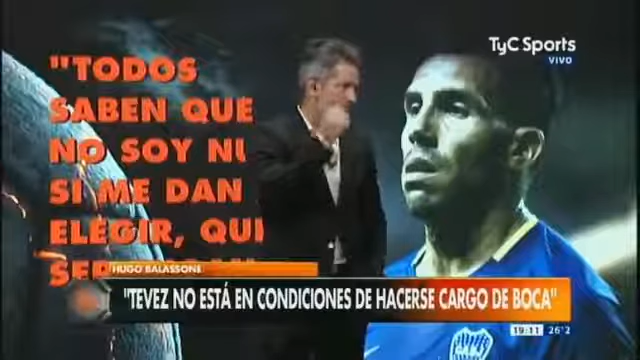 TyC Sports
VIVO
"TODOS
SABEN QUE
NO SOY NU
SI ME DAN
ELEGIR, QUI
SER
HUGO BALASSONE
"TEVEZ NO ESTÁ EN CONDICIONES DE HACERSE CARGO DE BOCA"
19:11 26°2